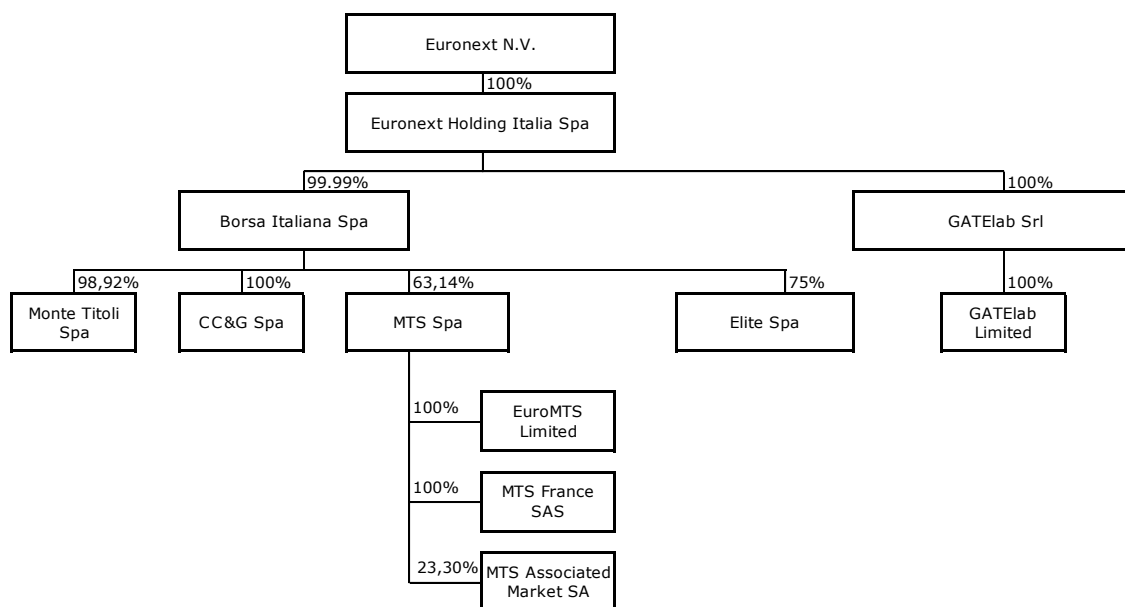 Euronext N.V.
100%
Euronext Holding Italia Spa
99.99%
100%
Borsa Italiana Spa
GATElab Srl
98,92%
100%
63,14%
75%
100%
Monte Titoli
Spa
CC&G Spa
MTS Spa
Elite Spa
GATElab
Limited
100%
EuroMTS
Limited
100%
MTS France
SAS
23,30%
MTS Associated
Market SA